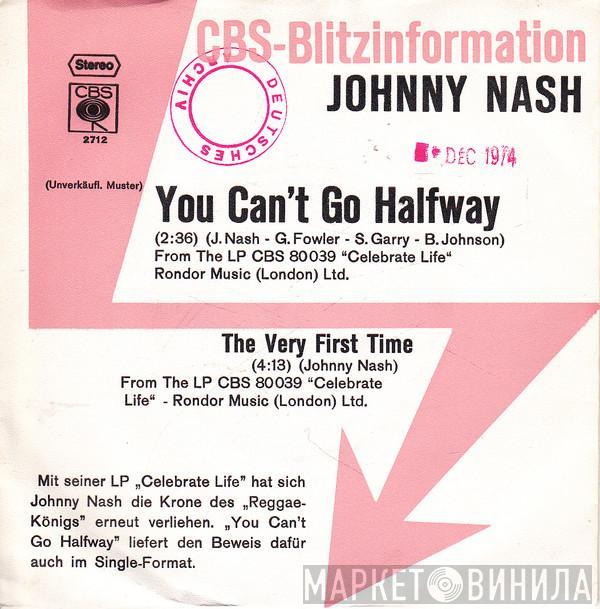 CBS-Blitzinformation
Stereo
JOHNNY NASH
CBS
2712
DEUTSCHES ARCHIV
DEC 1974
(Unverkäufl. Muster)
You Can't Go Halfway
(2:36) (J. Nash - G. Fowler - S. Garry - B. Johnson)
From The LP CBS 80039 "Celebrate Life"
Rondor Music (London) Ltd.
The Very First Time
(4:13) (Johnny Nash)
From The LP CBS 80039 "Celebrate
Life" - Rondor Music (London) Ltd.
Mit seiner LP „Celebrate Life" hat sich
Johnny Nash die Krone des „Reggae-
Königs" erneut verliehen. „You Can't
Go Halfway" liefert den Beweis dafür
auch im Single-Format.
МАРКЕТ ВИНИЛА